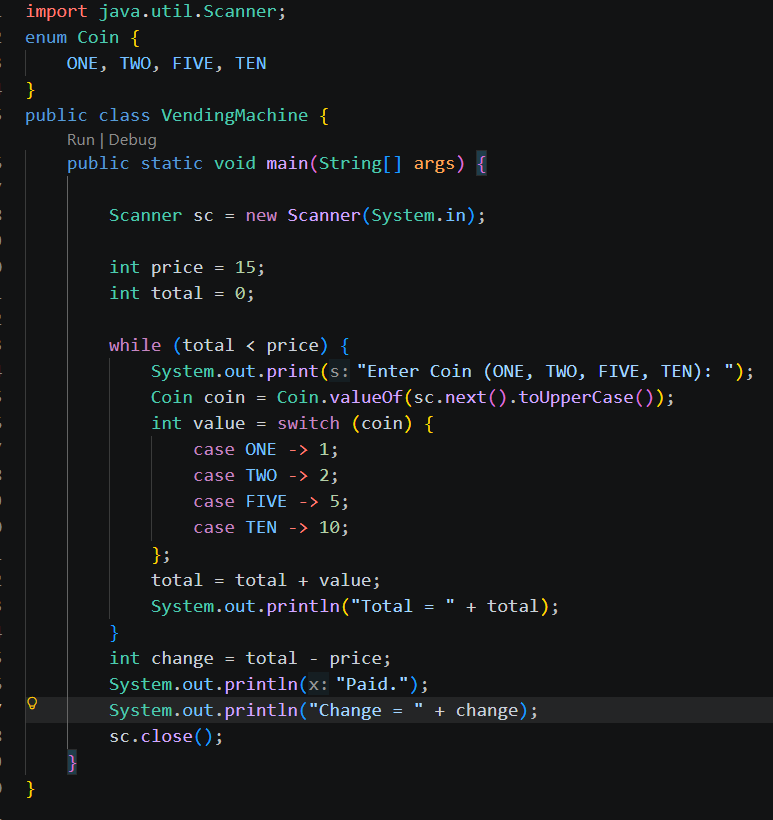 import java.util.Scanner;
enum Coin {
    ONE, TWO, FIVE, TEN
}
public class VendingMachine {
    Run | Debug
    public static void main(String[] args) {
        Scanner sc = new Scanner(System.in);
        int price = 15;
        int total = 0;
        while (total < price) {
            System.out.print(s: "Enter Coin (ONE, TWO, FIVE, TEN): ");
            Coin coin = Coin.valueOf(sc.next().toUpperCase());
            int value = switch (coin) {
                case ONE -> 1;
                case TWO -> 2;
                case FIVE -> 5;
                case TEN -> 10;
            };
            total = total + value;
            System.out.println("Total = " + total);
        }
        int change = total - price;
        System.out.println(x: "Paid.");
        System.out.println("Change = " + change);
        sc.close();
    }
}